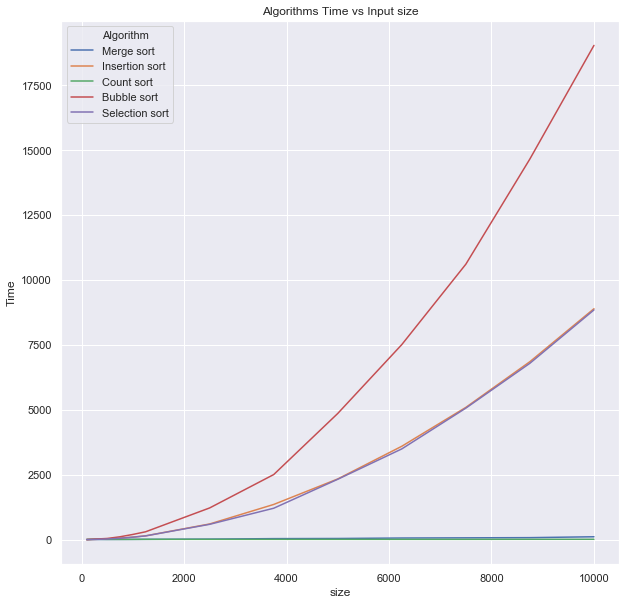 Algorithms Time vs Input size
Algorithm
Merge sort
Insertion sort
Count sort
Bubble sort
Selection sort
17500
15000
12500
10000
7500
5000
2500
0
Time
0 2000 4000 6000 8000 10000
size